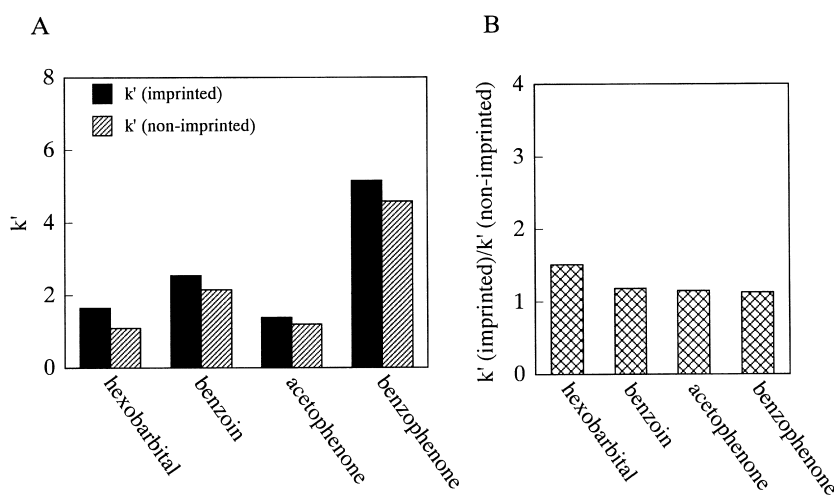 A
8
6
4
2
0
k'
k' (imprinted)
k' (non-imprinted)
hexobarbital
benzoin
acetophenone
benzophenone
B
4
3
2
1
0
k' (imprinted)/k' (non-imprinted)
hexobarbital
benzoin
acetophenone
benzophenone